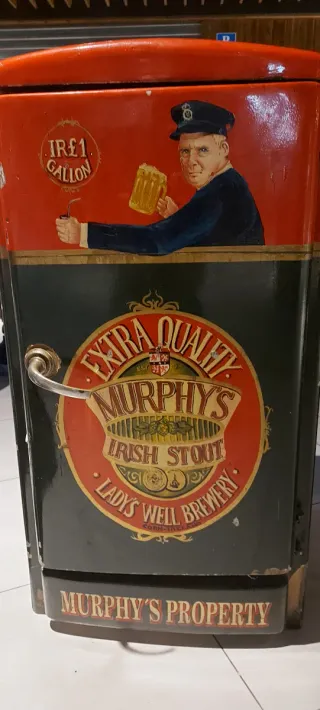 P
IR£1
GALLON
EXTRA QUALITY
MURPHY'S
IRISH STOUT
LADY'S WELL BREWERY
MURPHY'S PROPERTY